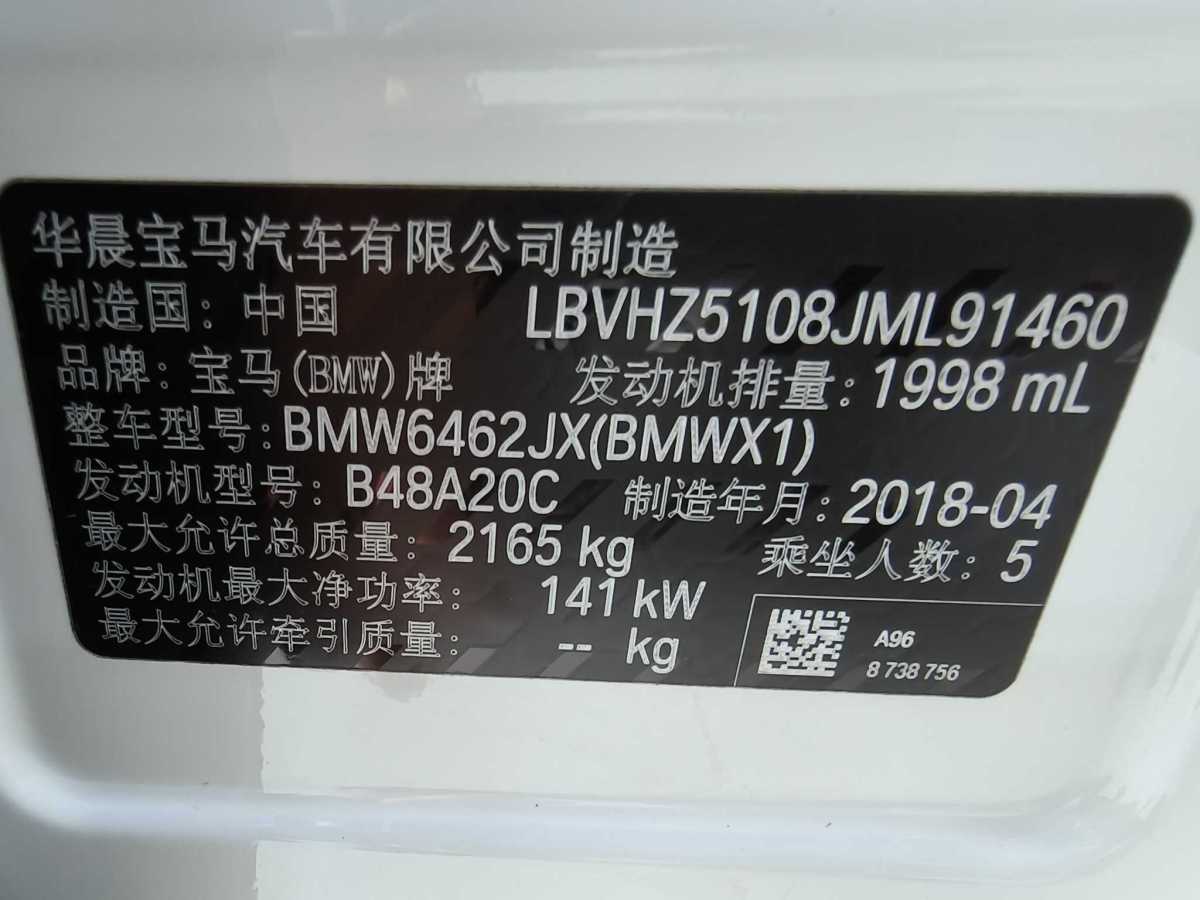 华晨宝马汽车有限公司制造
制造国：中国 LBVHZ5108JML91460
品牌：宝马(BMW)牌 发动机排量：1998 mL
整车型号：BMW6462JX(BMWX1)
发动机型号：B48A20C 制造年月：2018-04
最大允许总质量：2165 kg 乘坐人数：5
发动机最大净功率：141 kW
最大允许牵引质量：-- kg
A96
8 738 756